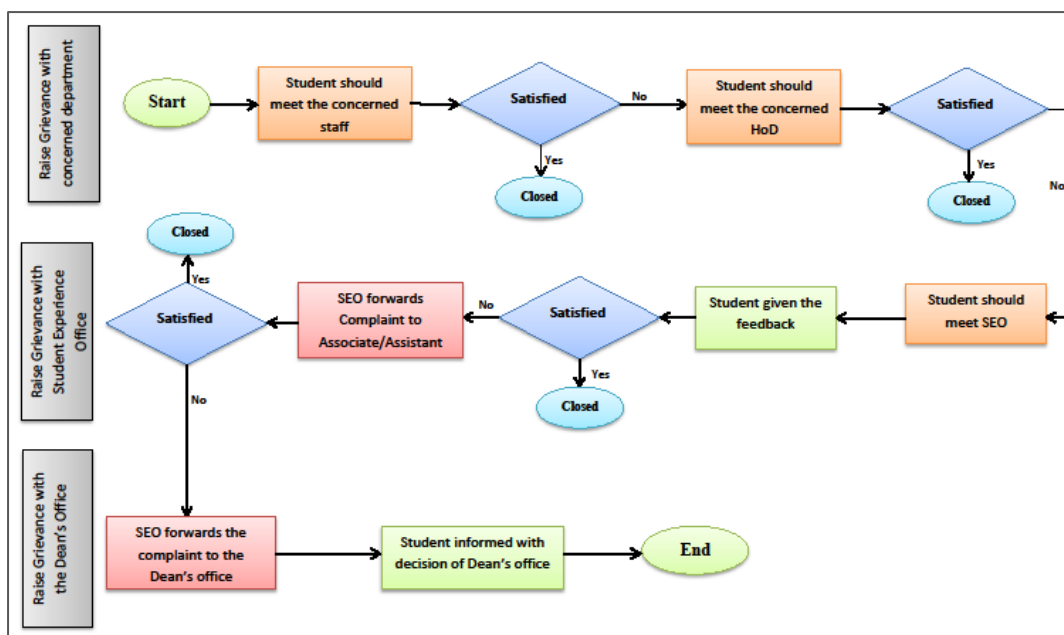 Raise Grievance with
concerned department
Start
Student should
meet the concerned
staff
Satisfied
No
Yes
Closed
Student should
meet the concerned
HoD
Satisfied
Yes
Closed
No
Raise Grievance with
Student Experience
Office
Closed
Yes
Satisfied
No
SEO forwards
Complaint to
Associate/Assistant
No
Satisfied
Yes
Closed
Student given the
feedback
Student should
meet SEO
Raise Grievance with
the Dean's Office
SEO forwards the
complaint to the
Dean's office
Student informed with
decision of Dean's office
End